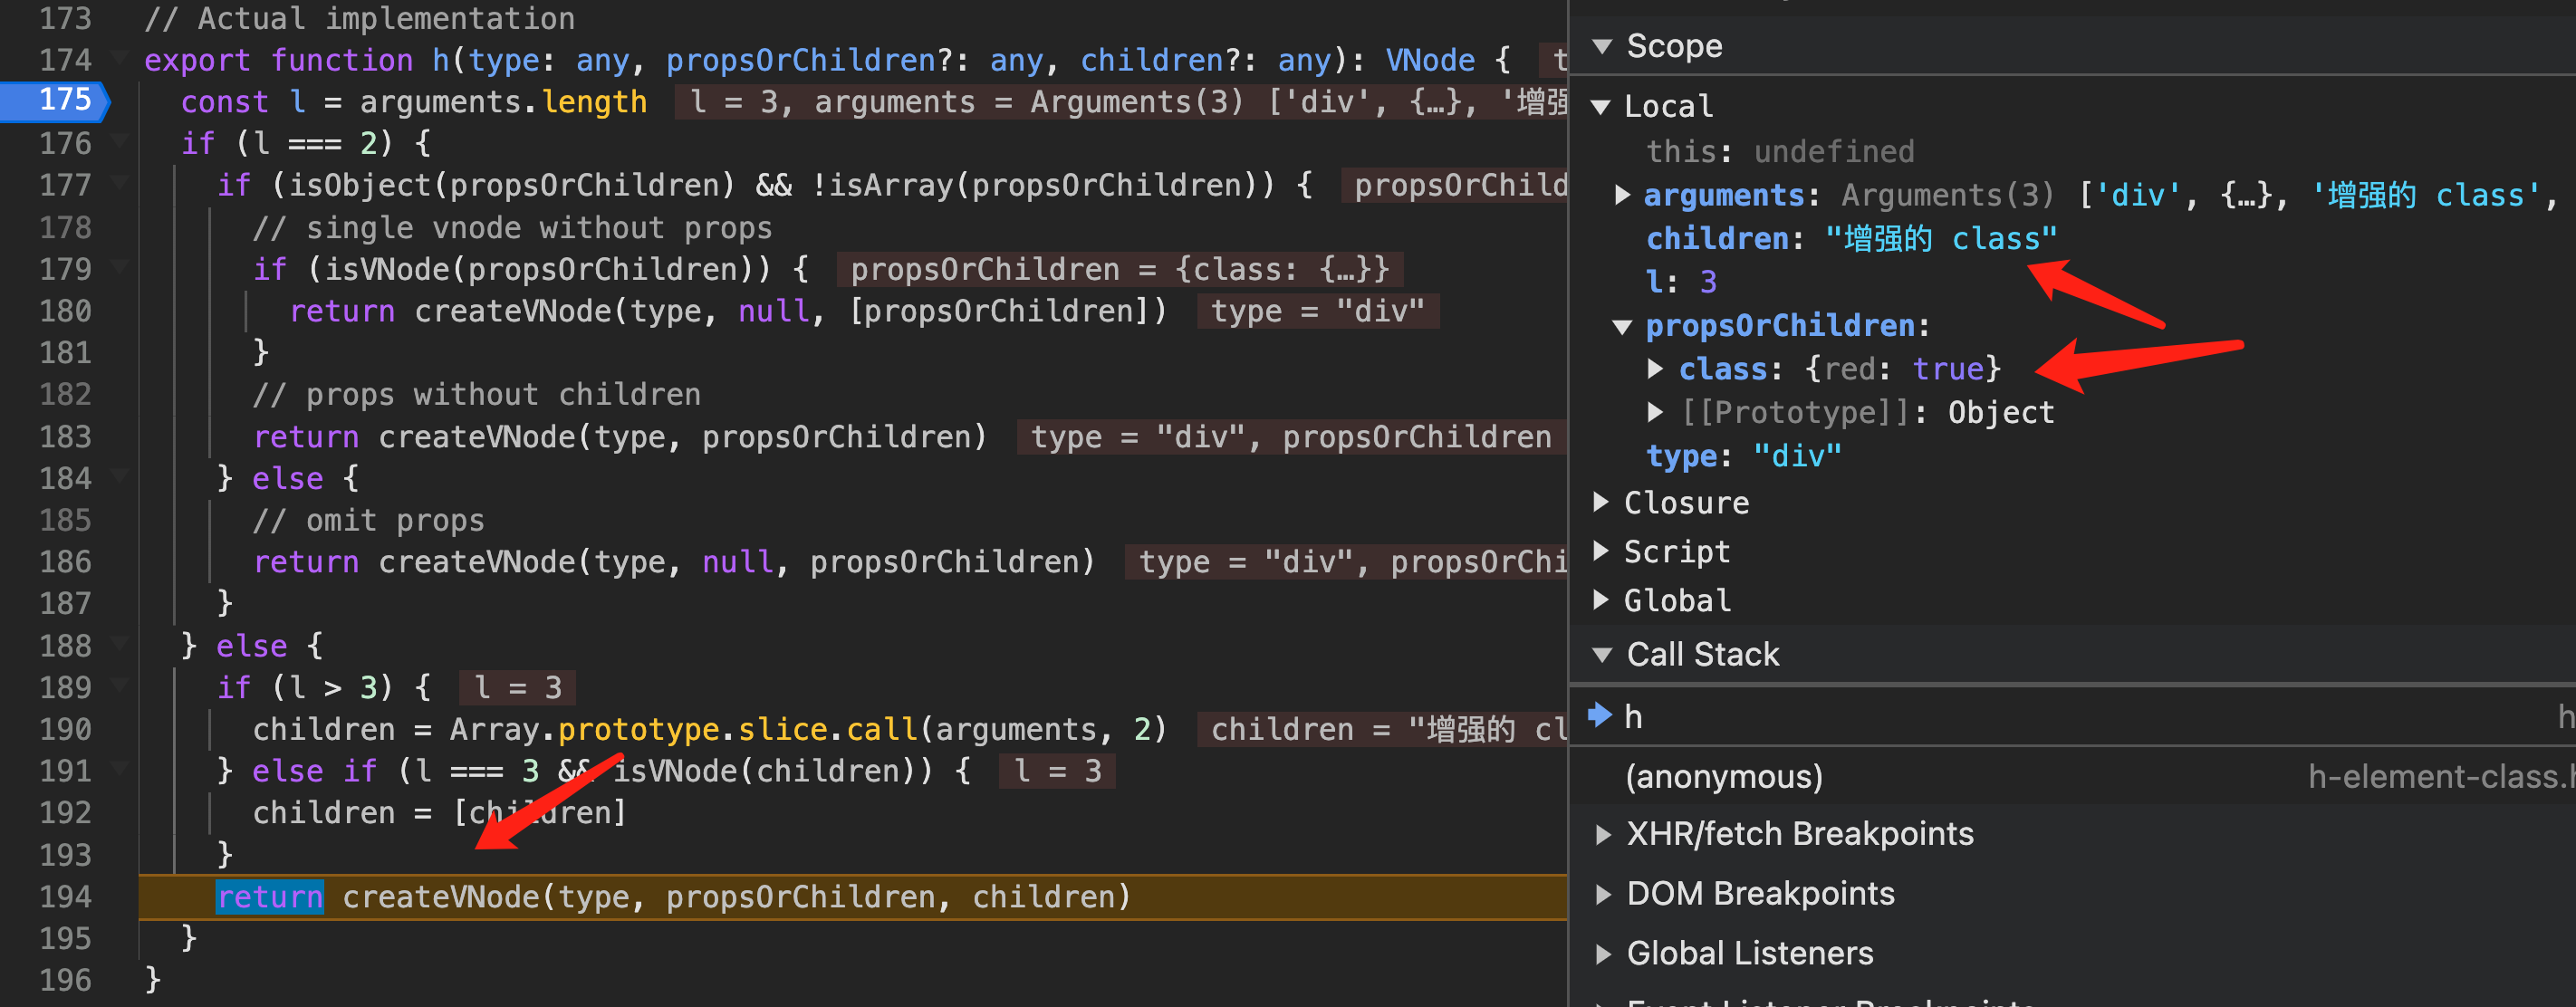 173 // Actual implementation
174 export function h(type: any, propsOrChildren?: any, children?: any): VNode { t
175 const l = arguments.length l = 3, arguments = Arguments(3) ['div', {…}, '增强
176 if (l === 2) {
177 if (isObject(propsOrChildren) && !isArray(propsOrChildren)) { propsOrChild
178 // single vnode without props
179 if (isVNode(propsOrChildren)) { propsOrChildren = {class: {…}}
180 return createVNode(type, null, [propsOrChildren]) type = "div"
181 }
182 // props without children
183 return createVNode(type, propsOrChildren) type = "div", propsOrChildren
184 } else {
185 // omit props
186 return createVNode(type, null, propsOrChildren) type = "div", propsOrChi
187 }
188 } else {
189 if (l > 3) { l = 3
190 children = Array.prototype.slice.call(arguments, 2) children = "增强的 cl
191 } else if (l === 3 && isVNode(children)) { l = 3
192 children = [children]
193 }
194 return createVNode(type, propsOrChildren, children)
195 }
196 }
Scope
Local
this: undefined
arguments: Arguments(3) ['div', {…}, '增强的 class',
children: "增强的 class"
l: 3
propsOrChildren:
class: {red: true}
[[Prototype]]: Object
type: "div"
Closure
Script
Global
Call Stack
h h
(anonymous) h-element-class.h
XHR/fetch Breakpoints
DOM Breakpoints
Global Listeners
Event Listener Breakpoints